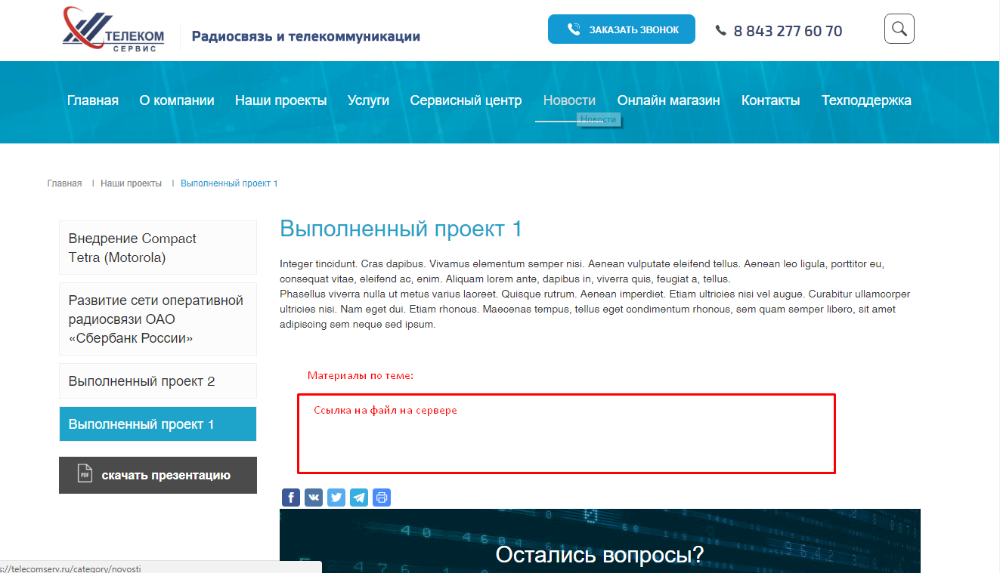 ТЕЛЕКОМ
СЕРВИС
Радиосвязь и телекоммуникации
ЗАКАЗАТЬ ЗВОНОК
8 843 277 60 70
Главная О компании Наши проекты Услуги Сервисный центр Новости Онлайн магазин Контакты Техподдержка
Новости
Главная | Наши проекты | Выполненный проект 1
Внедрение Compact
Tetra (Motorola)
Развитие сети оперативной
радиосвязи ОАО
«Сбербанк России»
Выполненный проект 2
Выполненный проект 1
PDF скачать презентацию
Выполненный проект 1
Integer tincidunt. Cras dapibus. Vivamus elementum semper nisi. Aenean vulputate eleifend tellus. Aenean leo ligula, porttitor eu,
consequat vitae, eleifend ac, enim. Aliquam lorem ante, dapibus in, viverra quis, feugiat a, tellus.
Phasellus viverra nulla ut metus varius laoreet. Quisque rutrum. Aenean imperdiet. Etiam ultricies nisi vel augue. Curabitur ullamcorper
ultricies nisi. Nam eget dui. Etiam rhoncus. Maecenas tempus, tellus eget condimentum rhoncus, sem quam semper libero, sit amet
adipiscing sem neque sed ipsum.
Материалы по теме:
Ссылка на файл на сервере
Остались вопросы?
s://telecomserv.ru/category/novosti